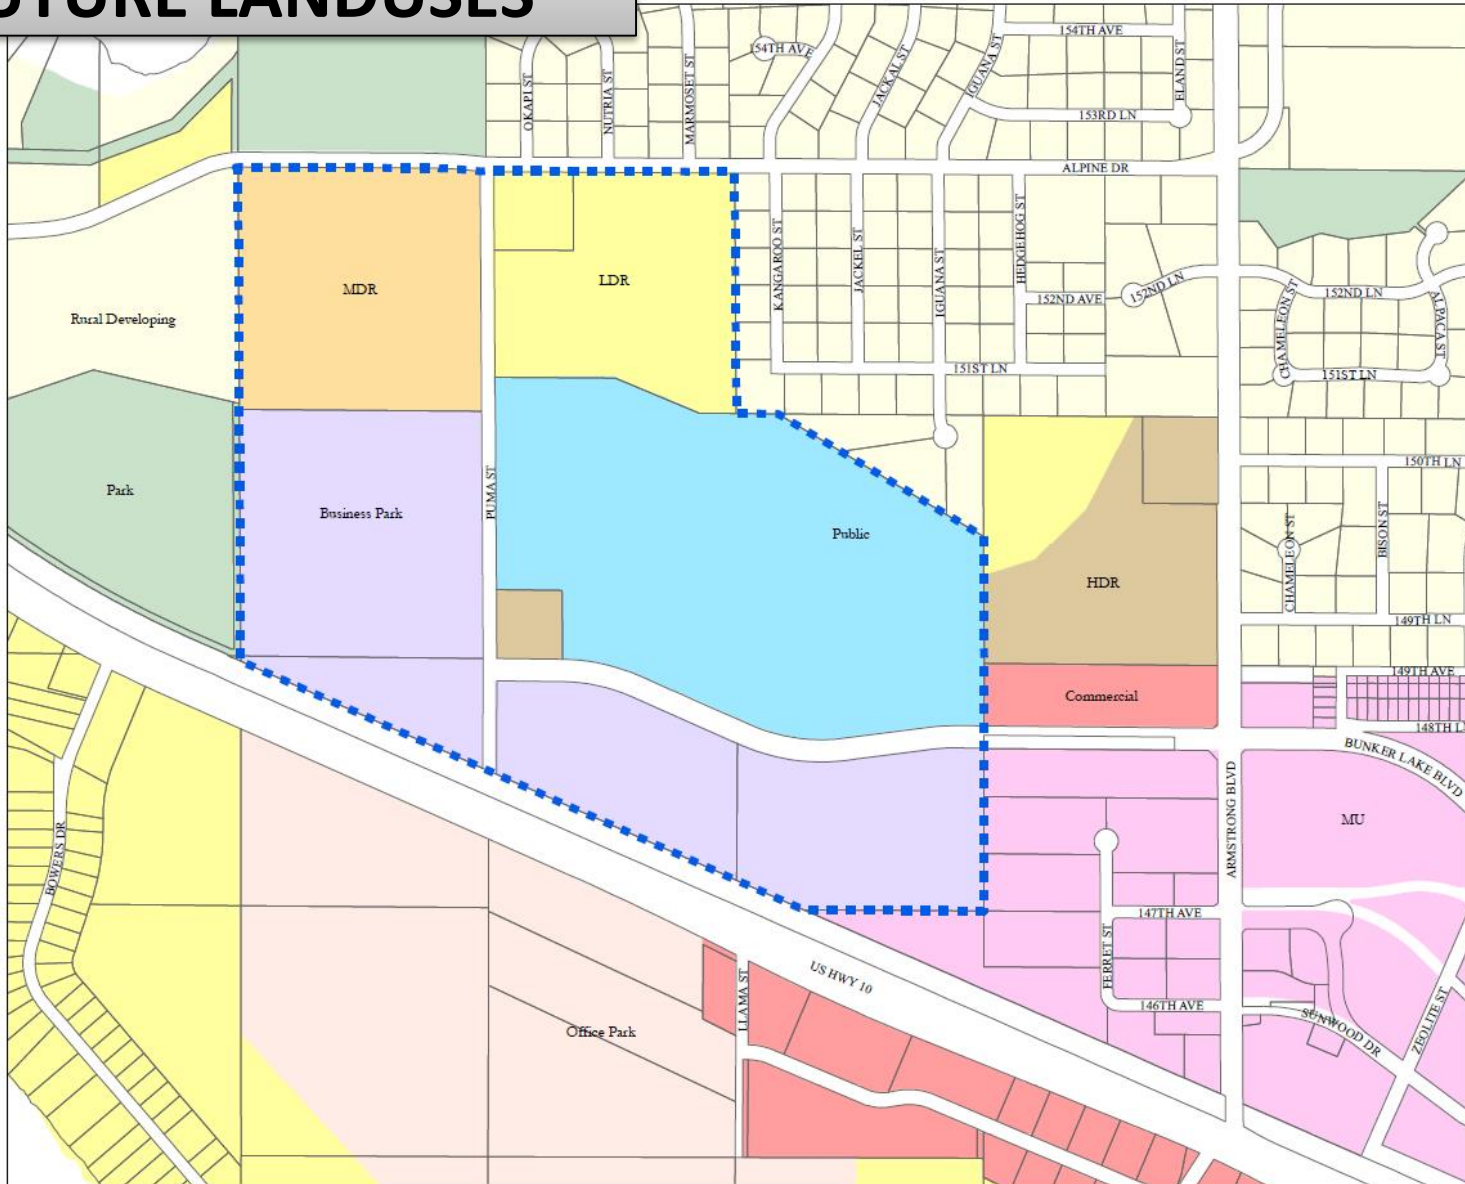 UTURE LANDUSES
154TH AVE
154TH AVE
OKAPI ST
NUTRIA ST
MARMOSET ST
JACKAL ST
IGUANA ST
ELAND ST
153RD LN
ALPINE DR
MDR
LDR
Rural Developing
KANGAROO ST
JACKEL ST
IGUANA ST
HEDGEHOG ST
152ND AVE
152ND LN
CHAMELEON ST
152ND LN
ALPACA ST
151ST LN
151ST LN
150TH LN
Park
Business Park
PUMA ST
Public
HDR
CHAMELEON ST
BISON ST
149TH LN
149TH AVE
Commercial
148TH L
BUNKER LAKE BLVD
ARMSTRONG BLVD
MU
BOWERS DR
147TH AVE
FERRET ST
US HWY 10
LLAMA ST
146TH AVE
SUNWOOD DR
ZEOLITE ST
Office Park